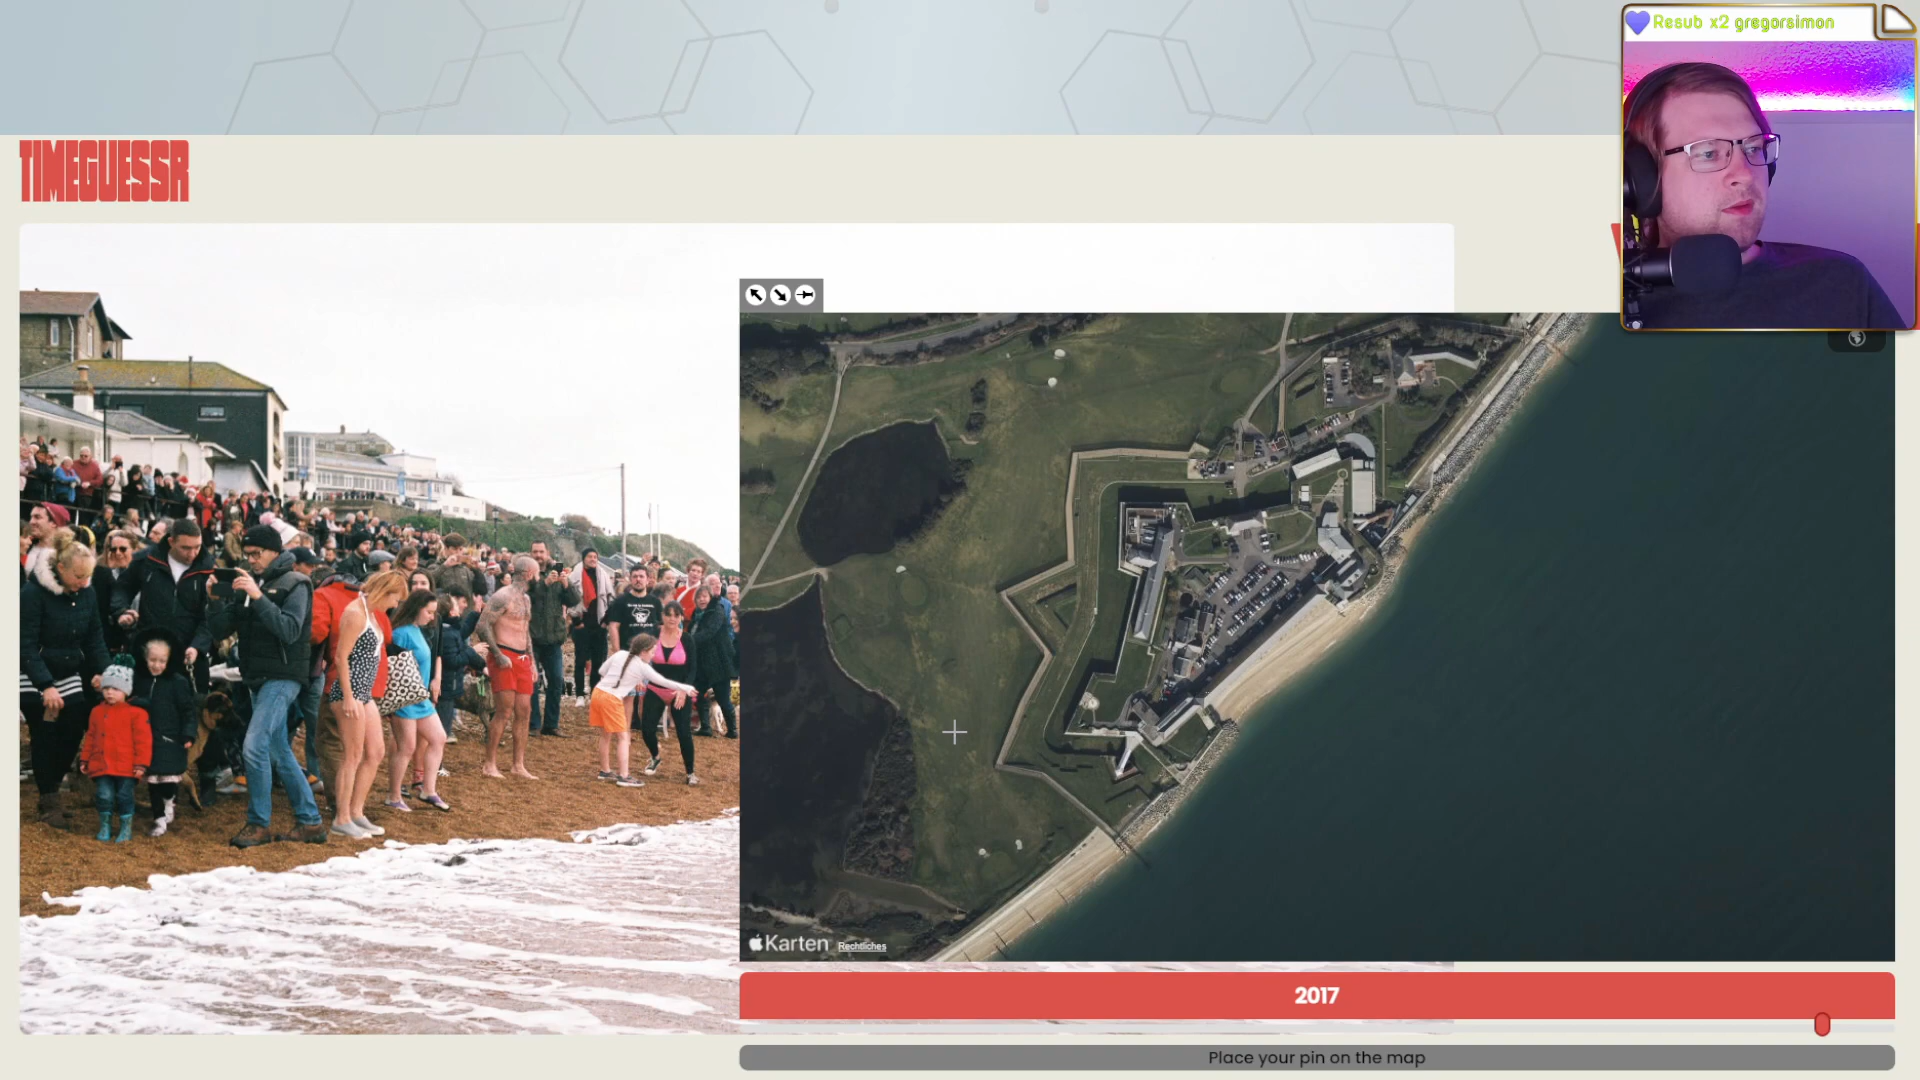 Resub x2 gregorsimon
TIMEGUESSR
Karten
Rechtliches
2017
Place your pin on the map